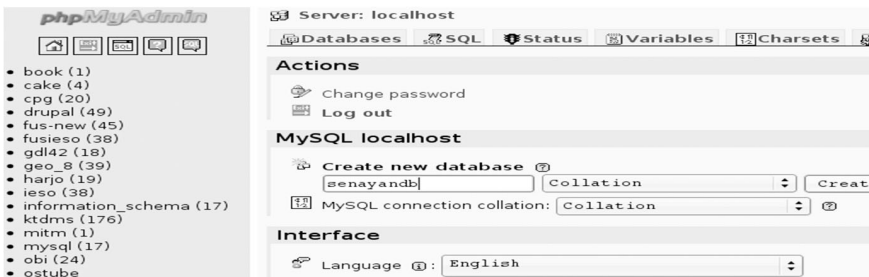 phpMyAdmin
book (1)
cake (4)
cpg (20)
drupal (49)
fus-new (45)
fusieso (38)
gdl42 (18)
geo_8 (39)
harjo (19)
ieso (38)
information_schema (17)
ktdms (176)
mitm (1)
mysql (17)
obi (24)
ostube
Server: localhost
Databases SQL Status Variables Charsets
Actions
Change password
Log out
MySQL localhost
Create new database
senayandb Collation Creat
MySQL connection collation: Collation
Interface
Language : English